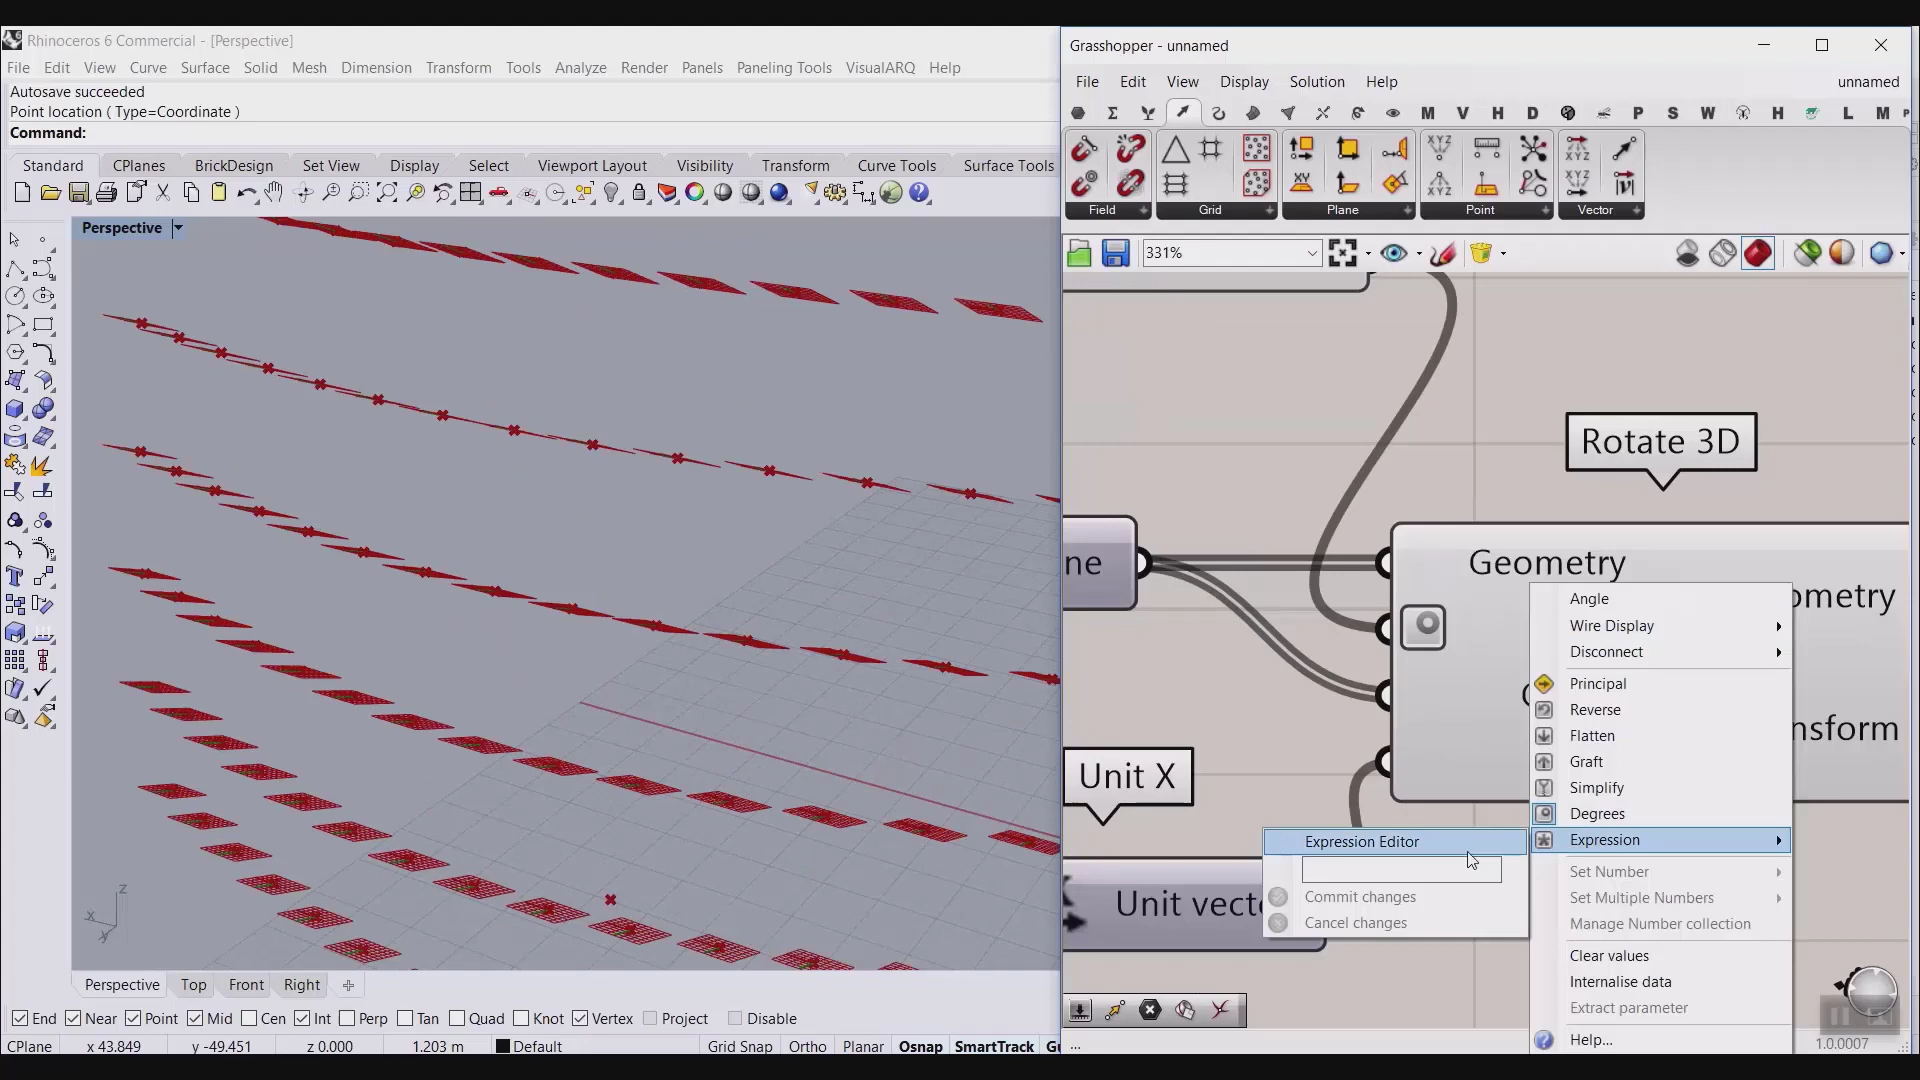 Rhinoceros 6 Commercial - [Perspective]
File Edit View Curve Surface Solid Mesh Dimension Transform Tools Analyze Render Panels Paneling Tools VisualARQ Help
Autosave succeeded
Point location ( Type=Coordinate )
Command:
Standard CPlanes BrickDesign Set View Display Select Viewport Layout Visibility Transform Curve Tools Surface Tools
Perspective
z
x
y
Perspective Top Front Right
End Near Point Mid Cen Int Perp Tan Quad Knot Vertex Project Disable
CPlane x 43.849 y -49.451 z 0.000 1.203 m Default Grid Snap Ortho Planar Osnap SmartTrack
Grasshopper - unnamed
File Edit View Display Solution Help unnamed
M V H D P S W H L M
Field Grid Plane Point Vector
331%
Rotate 3D
ne
Geometry
ometry
nsform
Unit X
Unit vecto
Angle
Wire Display
Disconnect
Principal
Reverse
Flatten
Graft
Simplify
Degrees
Expression
Set Number
Set Multiple Numbers
Manage Number collection
Clear values
Internalise data
Extract parameter
Help...
Expression Editor
Commit changes
Cancel changes
...
1.0.0007